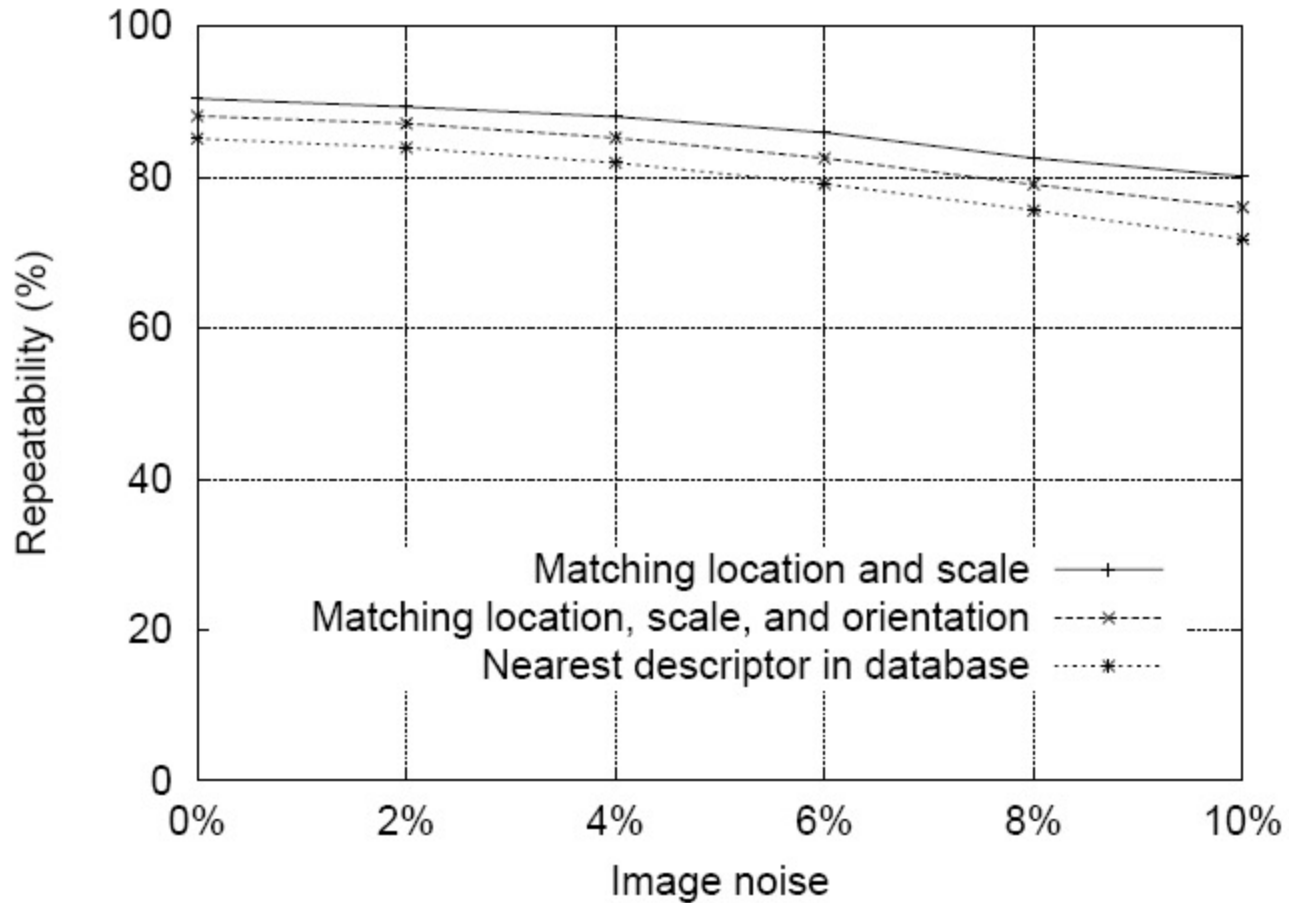 100
80
60
40
20
0
Repeatability (%)
Matching location and scale
Matching location, scale, and orientation
Nearest descriptor in database
0% 2% 4% 6% 8% 10%
Image noise